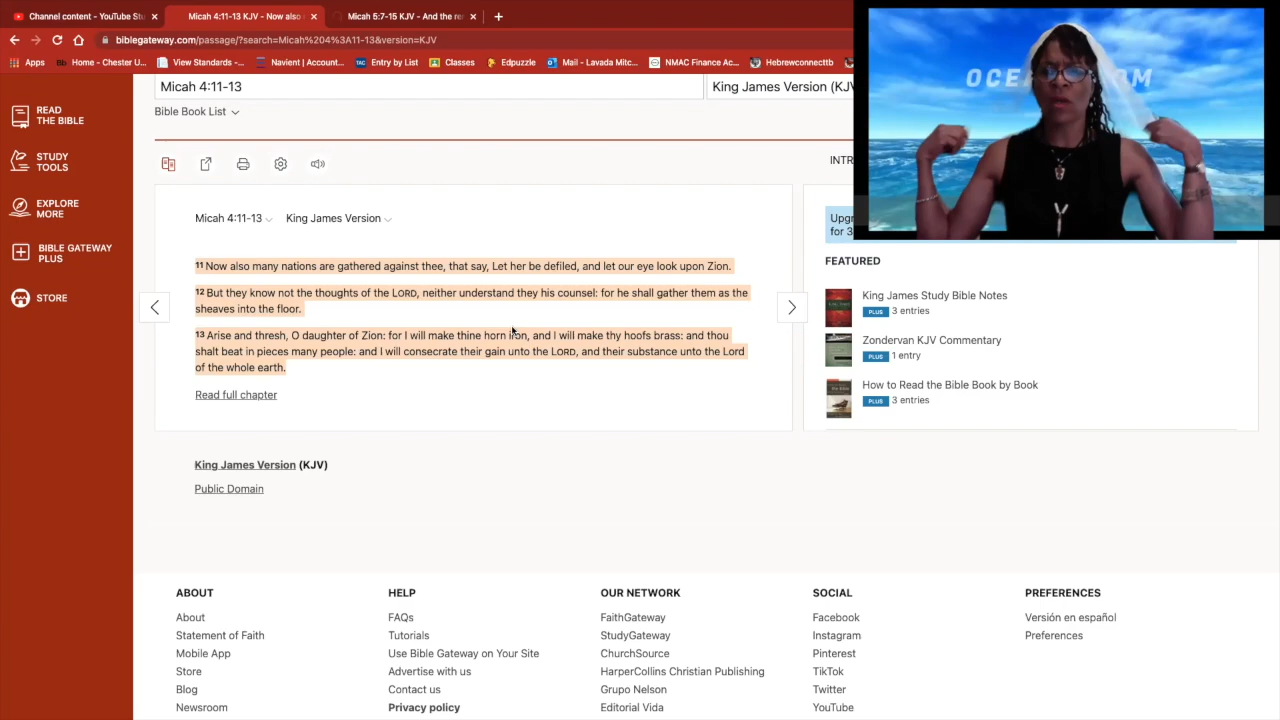 Channel content - YouTube Stu
Micah 4:11-13 KJV - Now also
Micah 5:7-15 KJV - And the re
biblegateway.com/passage/?search=Micah%204%3A11-13&version=KJV
Apps
Home - Chester U...
View Standards -...
Navient | Account...
TAC Entry by List
Classes
Edpuzzle
Mail - Lavada Mitc...
NMAC Finance Ac...
Hebrewconnecttb
Micah 4:11-13
King James Version (KJV
Bible Book List
READ
THE BIBLE
STUDY
TOOLS
EXPLORE
MORE
BIBLE GATEWAY
PLUS
STORE
INTR
Micah 4:11-13
King James Version
11 Now also many nations are gathered against thee, that say, Let her be defiled, and let our eye look upon Zion.
12 But they know not the thoughts of the LORD, neither understand they his counsel: for he shall gather them as the
sheaves into the floor.
13 Arise and thresh, O daughter of Zion: for I will make thine horn iron, and I will make thy hoofs brass: and thou
shalt beat in pieces many people: and I will consecrate their gain unto the LORD, and their substance unto the Lord
of the whole earth.
Read full chapter
King James Version (KJV)
Public Domain
Upgr
for 3
FEATURED
King James Study Bible Notes
PLUS 3 entries
Zondervan KJV Commentary
PLUS 1 entry
How to Read the Bible Book by Book
PLUS 3 entries
ABOUT
About
Statement of Faith
Mobile App
Store
Blog
Newsroom
HELP
FAQs
Tutorials
Use Bible Gateway on Your Site
Advertise with us
Contact us
Privacy policy
OUR NETWORK
FaithGateway
StudyGateway
ChurchSource
HarperCollins Christian Publishing
Grupo Nelson
Editorial Vida
SOCIAL
Facebook
Instagram
Pinterest
TikTok
Twitter
YouTube
PREFERENCES
Versión en español
Preferences